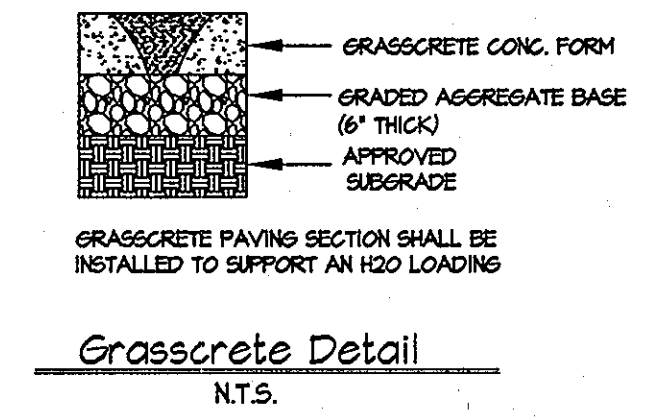 GRASSCRETE CONC. FORM
GRADED AGGREGATE BASE
(6" THICK)
APPROVED
SUBGRADE
GRASSCRETE PAVING SECTION SHALL BE
INSTALLED TO SUPPORT AN H20 LOADING
Grasscrete Detail
N.T.S.